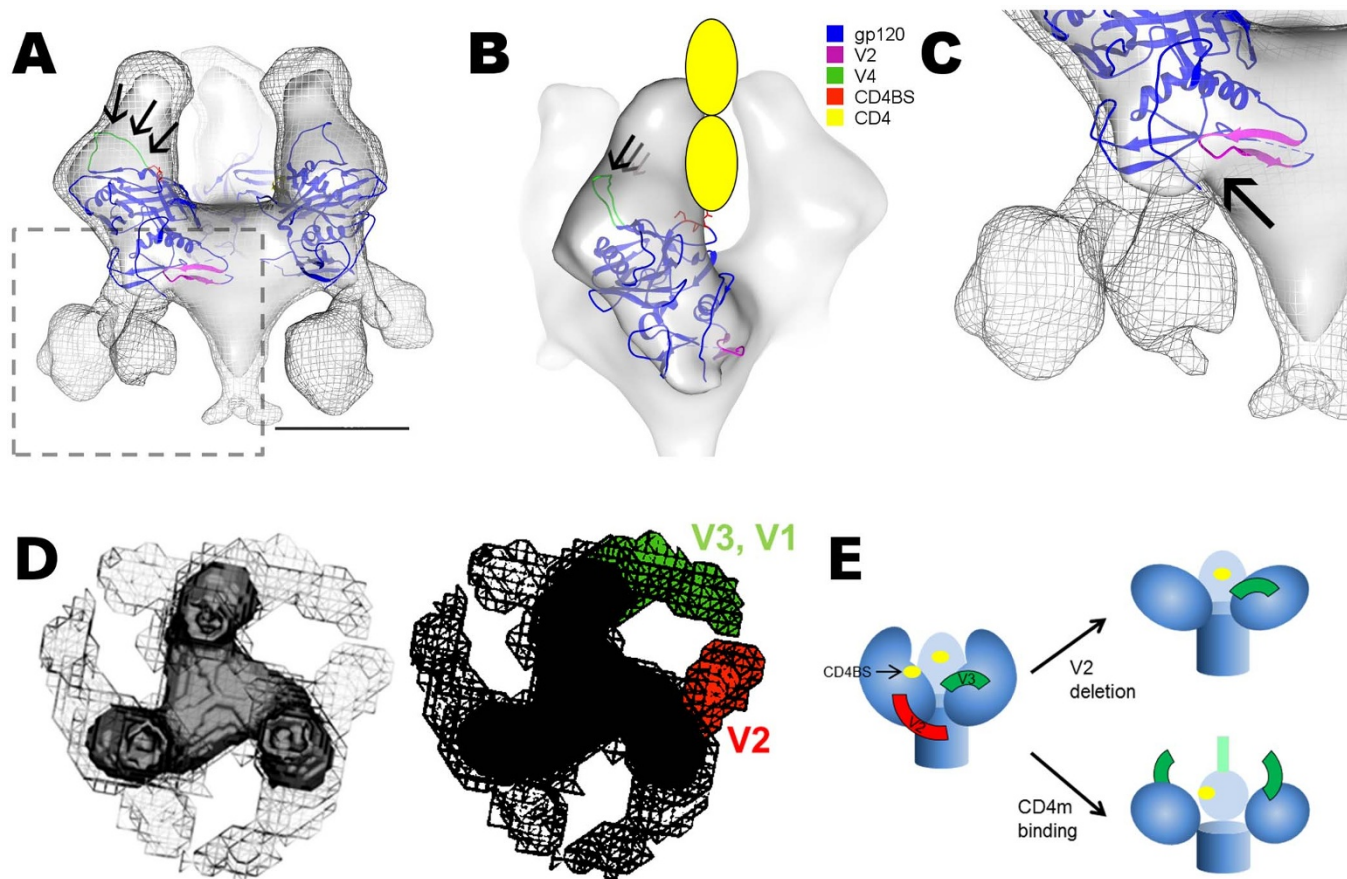 A
B
gp120
V2
V4
CD4BS
CD4
C
D
V3, V1
V2
E
CD4BS
V3
V2
V2
deletion
CD4m
binding